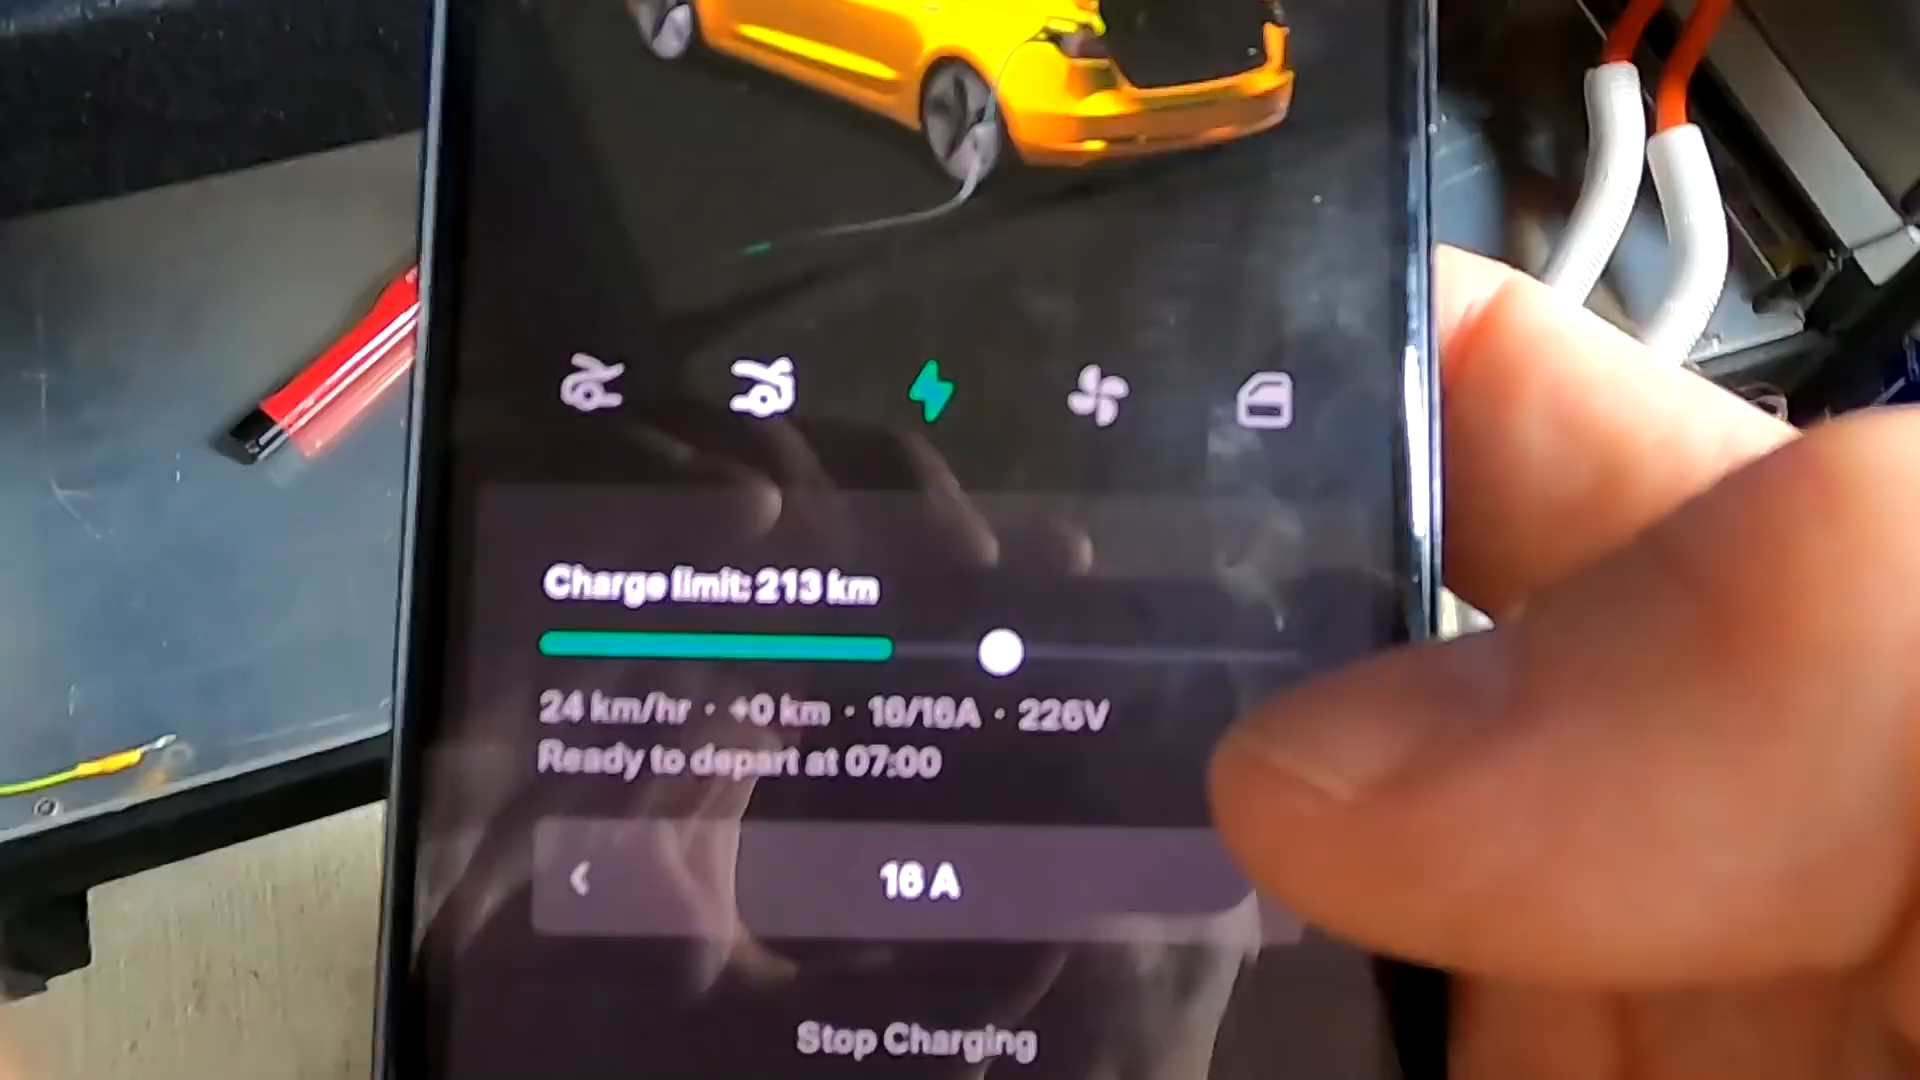 Charge limit: 213 km
24 km/hr · +0 km · 16/16A · 226V
Ready to depart at 07:00
16 A
Stop Charging